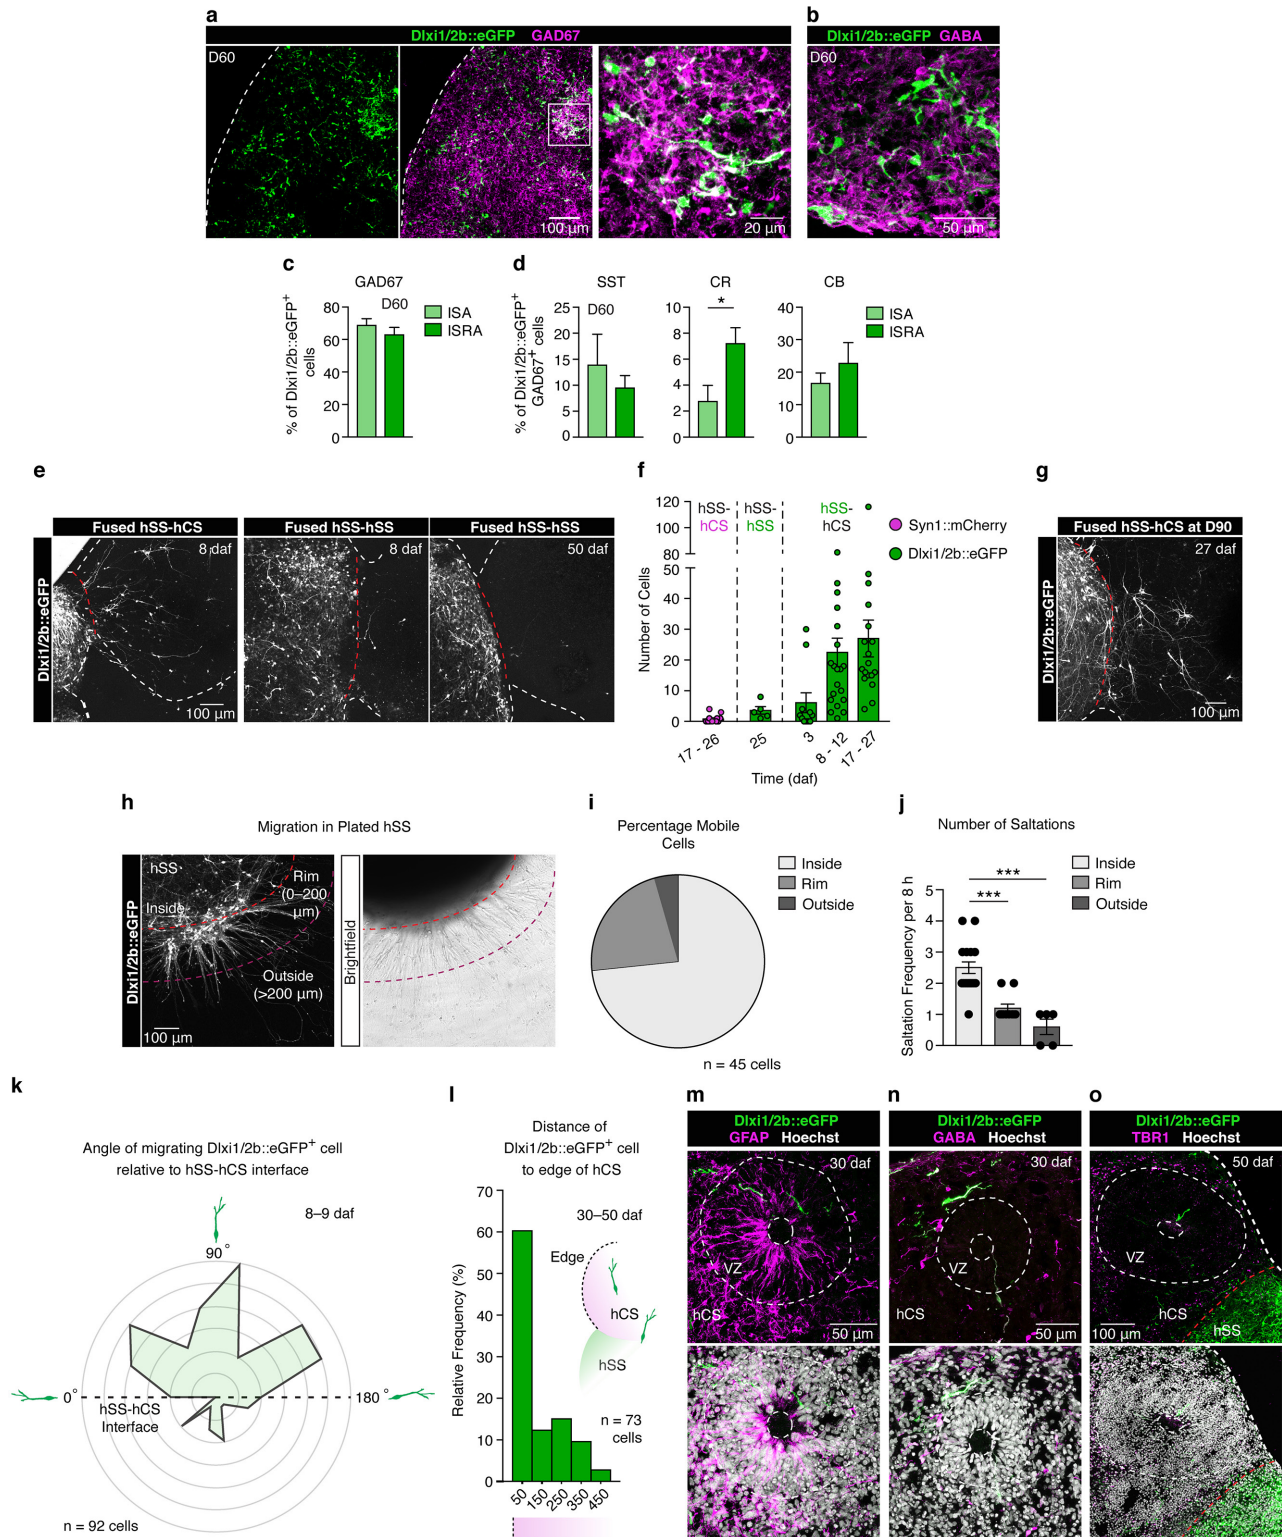 a
Dlxi1/2b::eGFP GAD67
D60
100 µm
20 µm
b
Dlxi1/2b::eGFP GABA
D60
50 µm
c
GAD67
D60
% of Dlxi1/2b::eGFP+
cells
80
60
40
20
0
ISA
ISRA
d
SST
D60
% of Dlxi1/2b::eGFP+
GAD67+ cells
25
20
15
10
5
0
CR
*
10
8
6
4
2
0
CB
40
30
20
10
0
ISA
ISRA
e
Fused hSS-hCS
8 daf
Dlxi1/2b::eGFP
100 µm
Fused hSS-hSS
8 daf
Fused hSS-hSS
50 daf
f
Number of Cells
120
100
80
50
40
30
20
10
0
hSS-
hCS
hSS-
hSS
hSS-
hCS
Syn1::mCherry
Dlxi1/2b::eGFP
17 - 26
25
3
8 - 12
17 - 27
Time (daf)
g
Fused hSS-hCS at D90
27 daf
Dlxi1/2b::eGFP
100 µm
h
Migration in Plated hSS
Dlxi1/2b::eGFP
hSS
Inside
Rim
(0–200
µm)
Outside
(>200 µm)
100 µm
Brightfield
i
Percentage Mobile
Cells
Inside
Rim
Outside
n = 45 cells
j
Number of Saltations
Saltation Frequency per 8 h
5
4
3
2
1
0
***
***
Inside
Rim
Outside
k
Angle of migrating Dlxi1/2b::eGFP+ cell
relative to hSS-hCS interface
8–9 daf
90°
0°
180°
hSS-hCS
Interface
n = 92 cells
l
Distance of
Dlxi1/2b::eGFP+ cell
to edge of hCS
Relative Frequency (%)
70
60
50
40
30
20
10
0
30–50 daf
Edge
hCS
hSS
n = 73
cells
50
150
250
350
450
m
Dlxi1/2b::eGFP
GFAP Hoechst
30 daf
VZ
hCS
50 µm
n
Dlxi1/2b::eGFP
GABA Hoechst
30 daf
VZ
hCS
50 µm
o
Dlxi1/2b::eGFP
TBR1 Hoechst
50 daf
VZ
hCS
hSS
100 µm